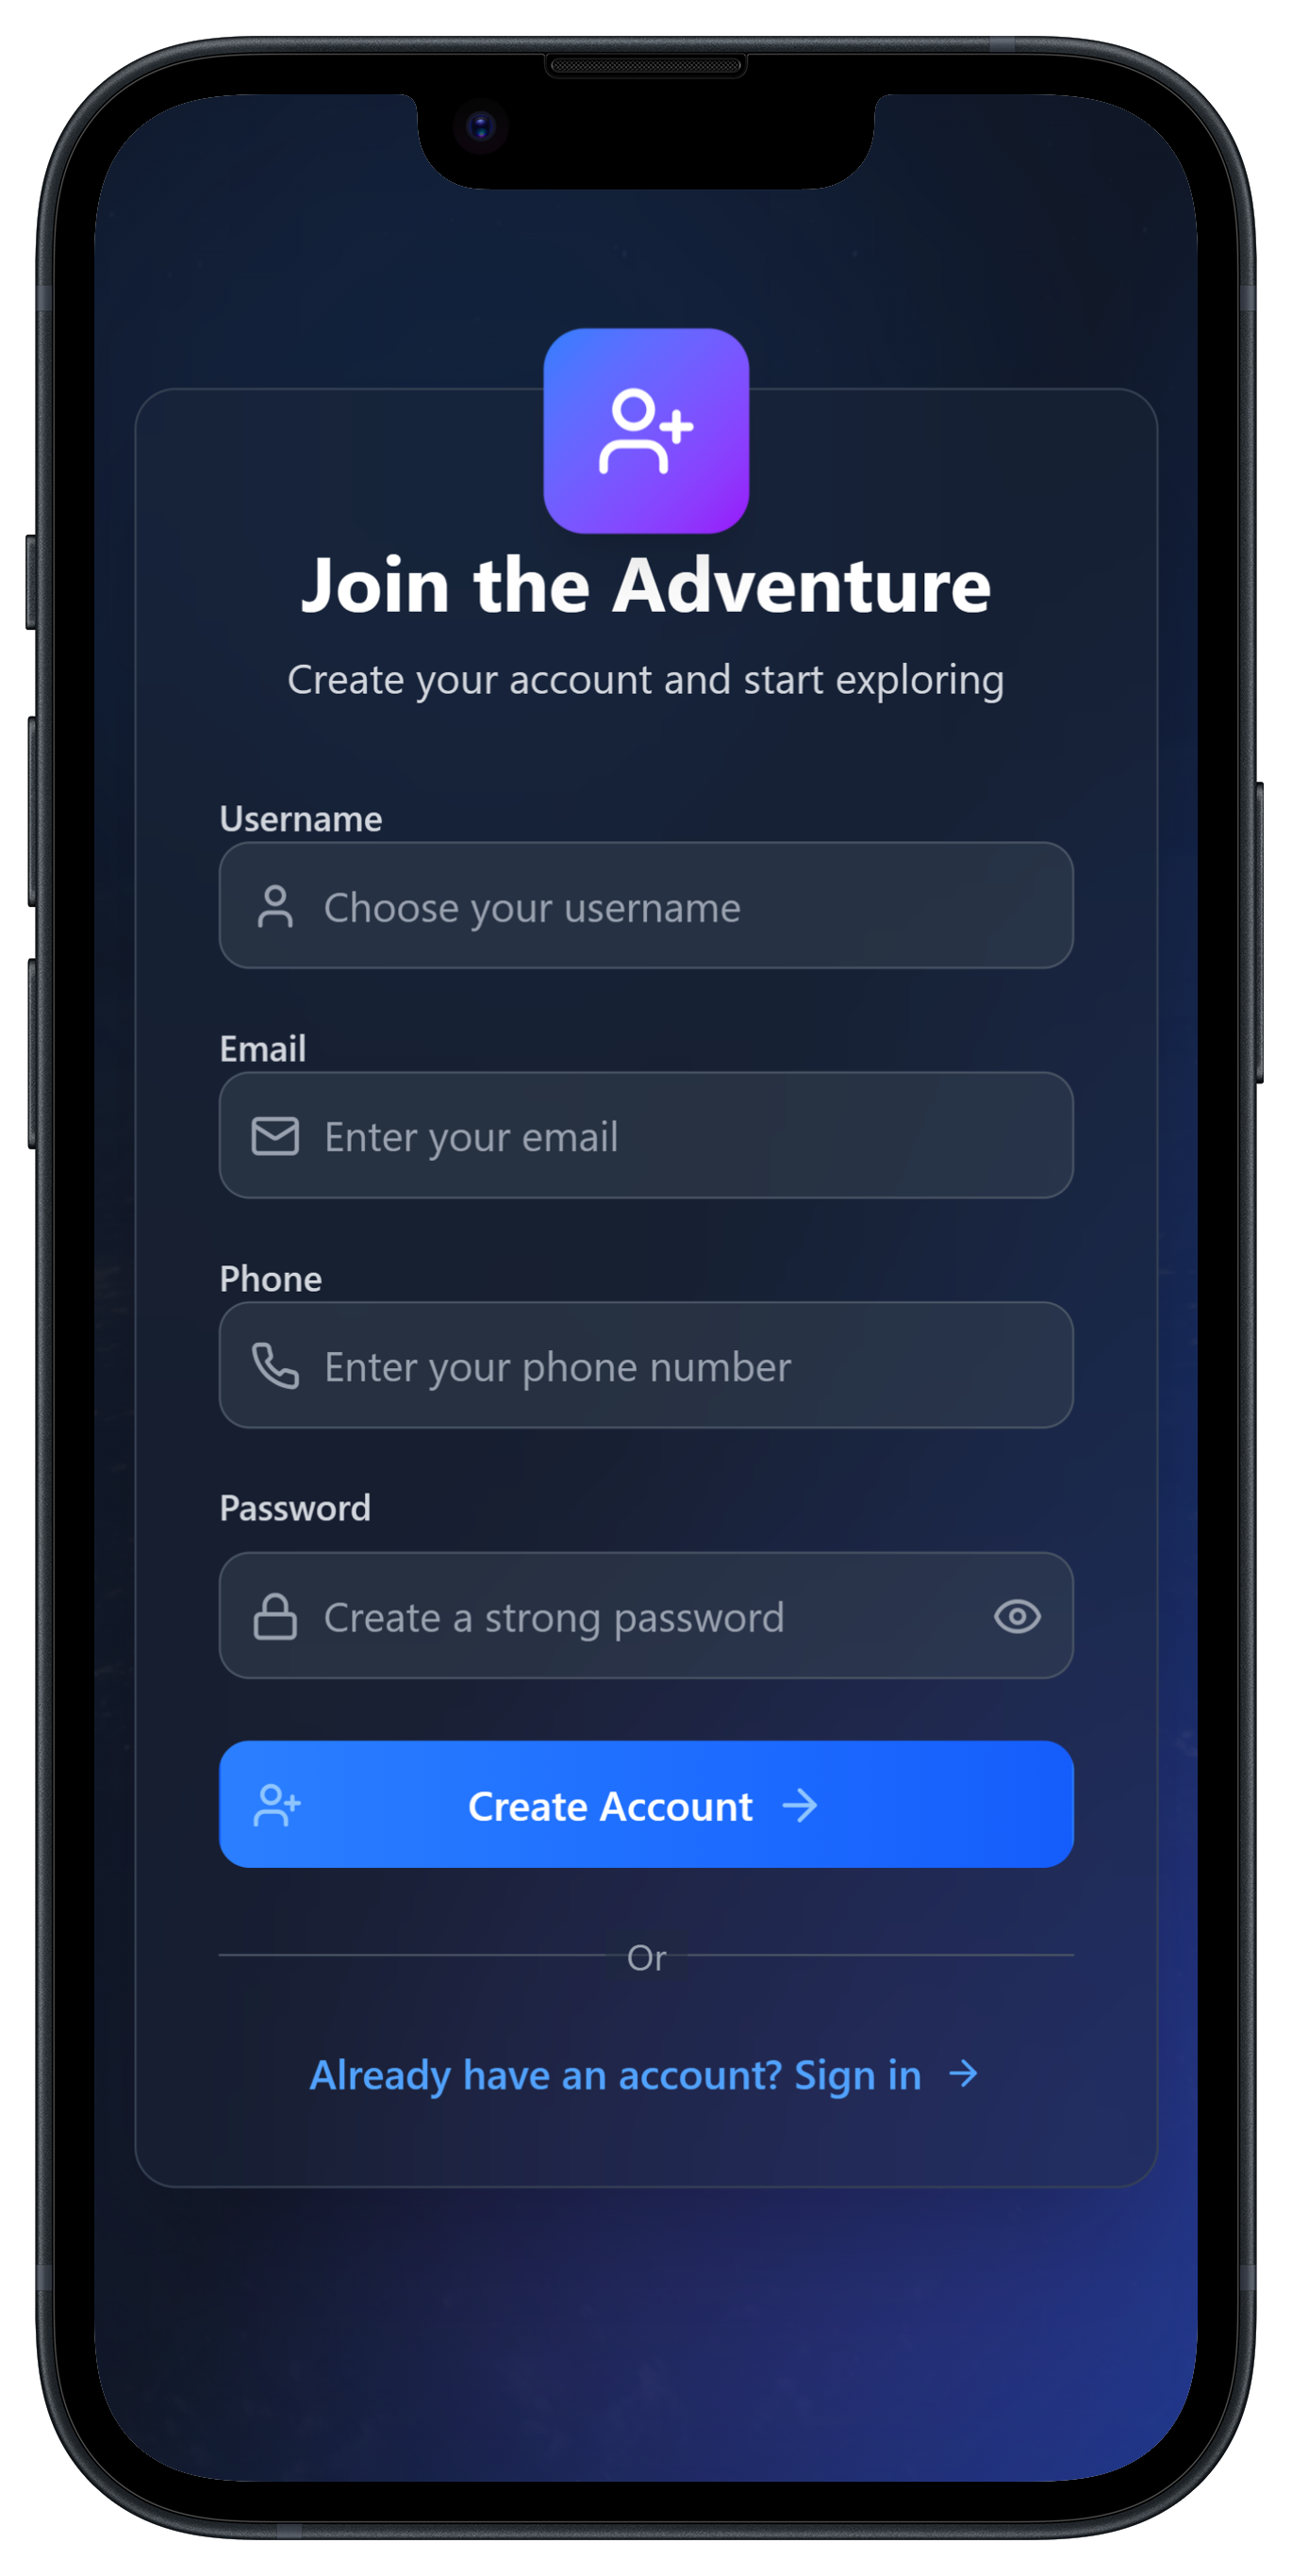 Join the Adventure
Create your account and start exploring
Username
Choose your username
Email
Enter your email
Phone
Enter your phone number
Password
Create a strong password
Create Account
Or
Already have an account? Sign in